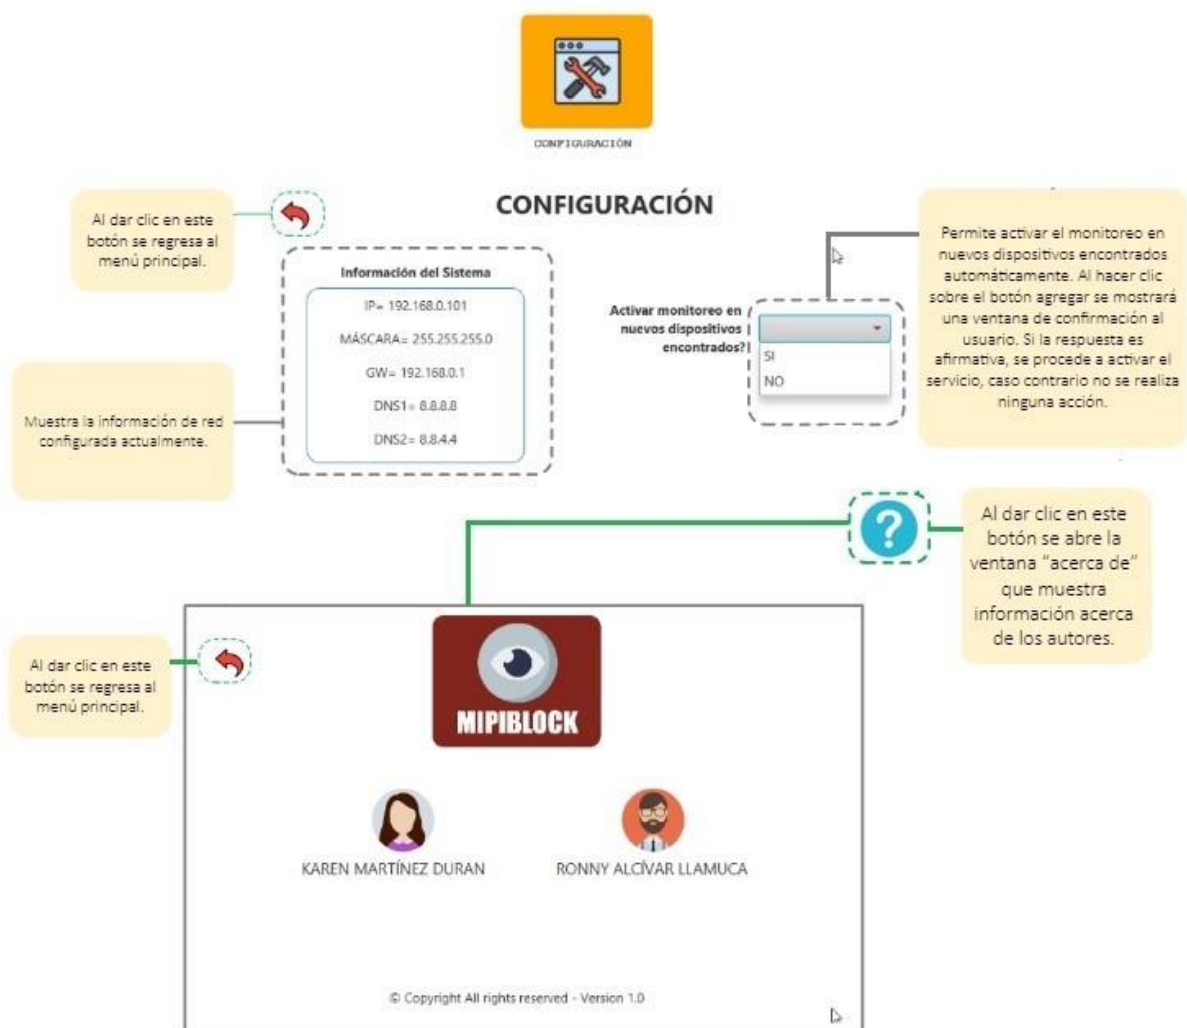 CONFIGURACIÓN
CONFIGURACIÓN
Al dar clic en este
botón se regresa al
menú principal.
Información del Sistema
IP= 192.168.0.101
MÁSCARA= 255.255.255.0
GW= 192.168.0.1
DNS1= 8.8.8.8
DNS2= 8.8.4.4
Muestra la información de red
configurada actualmente.
Activar monitoreo en
nuevos dispositivos
encontrados?
SI
NO
Permite activar el monitoreo en
nuevos dispositivos encontrados
automáticamente. Al hacer clic
sobre el botón agregar se mostrará
una ventana de confirmación al
usuario. Si la respuesta es
afirmativa, se procede a activar el
servicio, caso contrario no se realiza
ninguna acción.
?
Al dar clic en este
botón se abre la
ventana “acerca de”
que muestra
información acerca
de los autores.
Al dar clic en este
botón se regresa al
menú principal.
MIPIBLOCK
KAREN MARTÍNEZ DURAN
RONNY ALCÍVAR LLAMUCA
© Copyright All rights reserved - Version 1.0